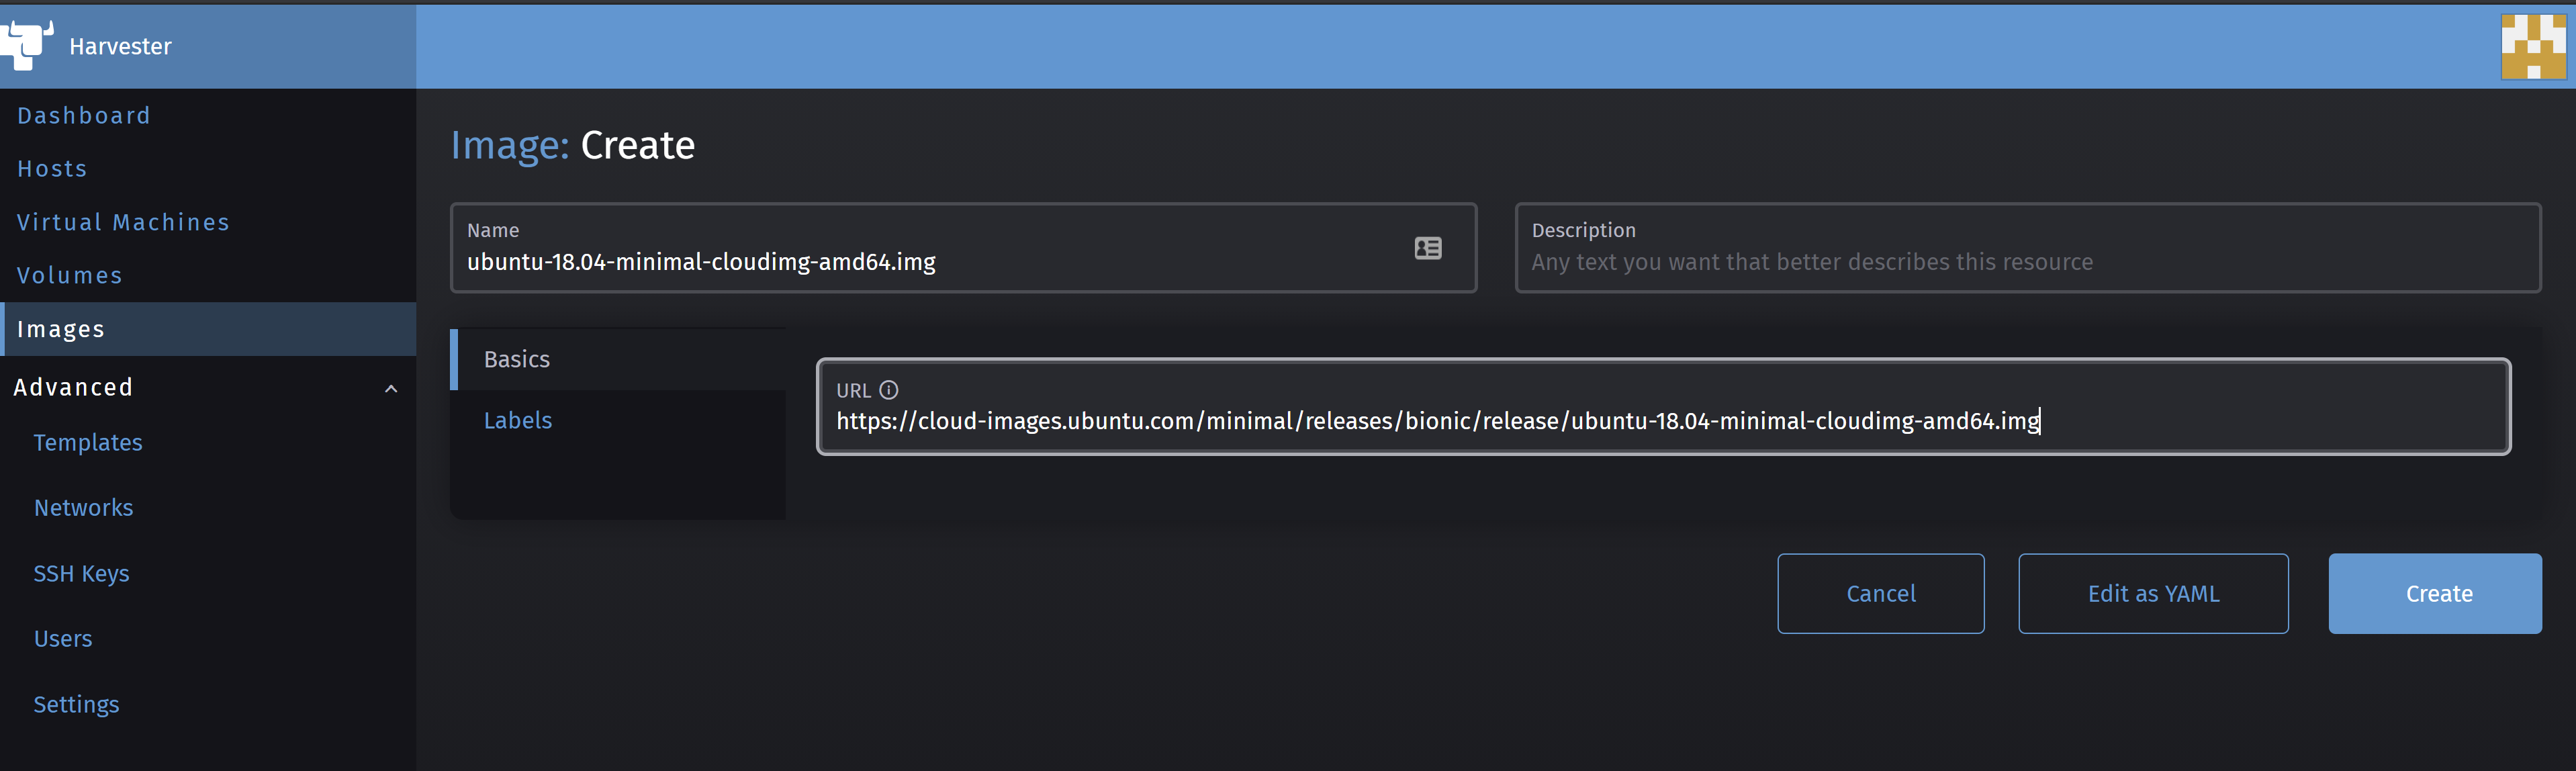 Harvester
Dashboard
Hosts
Virtual Machines
Volumes
Images
Advanced
Templates
Networks
SSH Keys
Users
Settings
Image: Create
Name
ubuntu-18.04-minimal-cloudimg-amd64.img
Description
Any text you want that better describes this resource
Basics
Labels
URL
https://cloud-images.ubuntu.com/minimal/releases/bionic/release/ubuntu-18.04-minimal-cloudimg-amd64.img
Cancel
Edit as YAML
Create